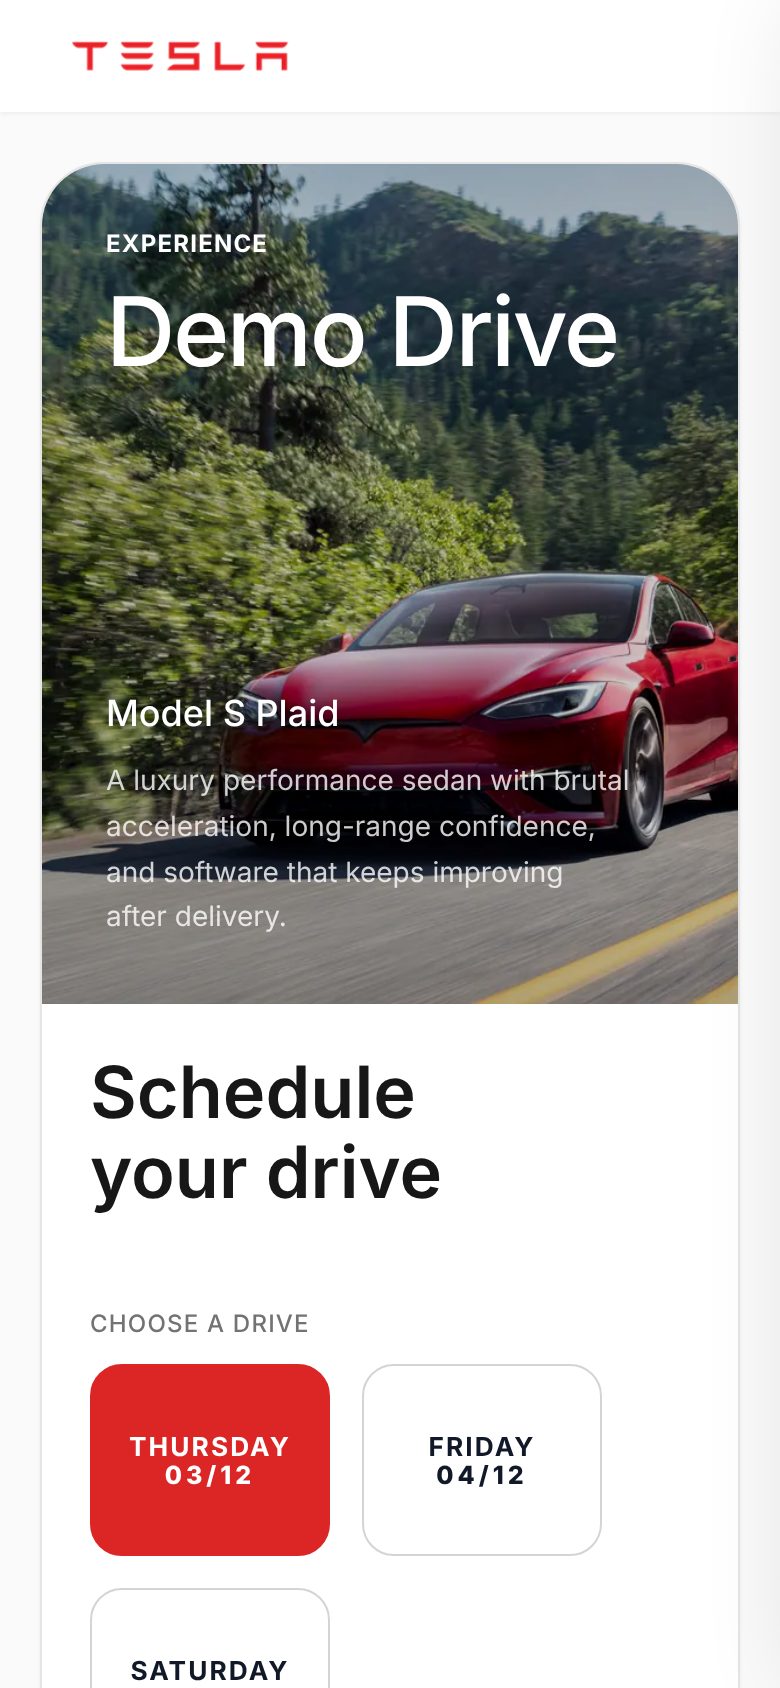 TESLA
EXPERIENCE
Demo Drive
Model S Plaid
A luxury performance sedan with brutal
acceleration, long-range confidence,
and software that keeps improving
after delivery.
Schedule
your drive
CHOOSE A DRIVE
THURSDAY
03/12
FRIDAY
04/12
SATURDAY